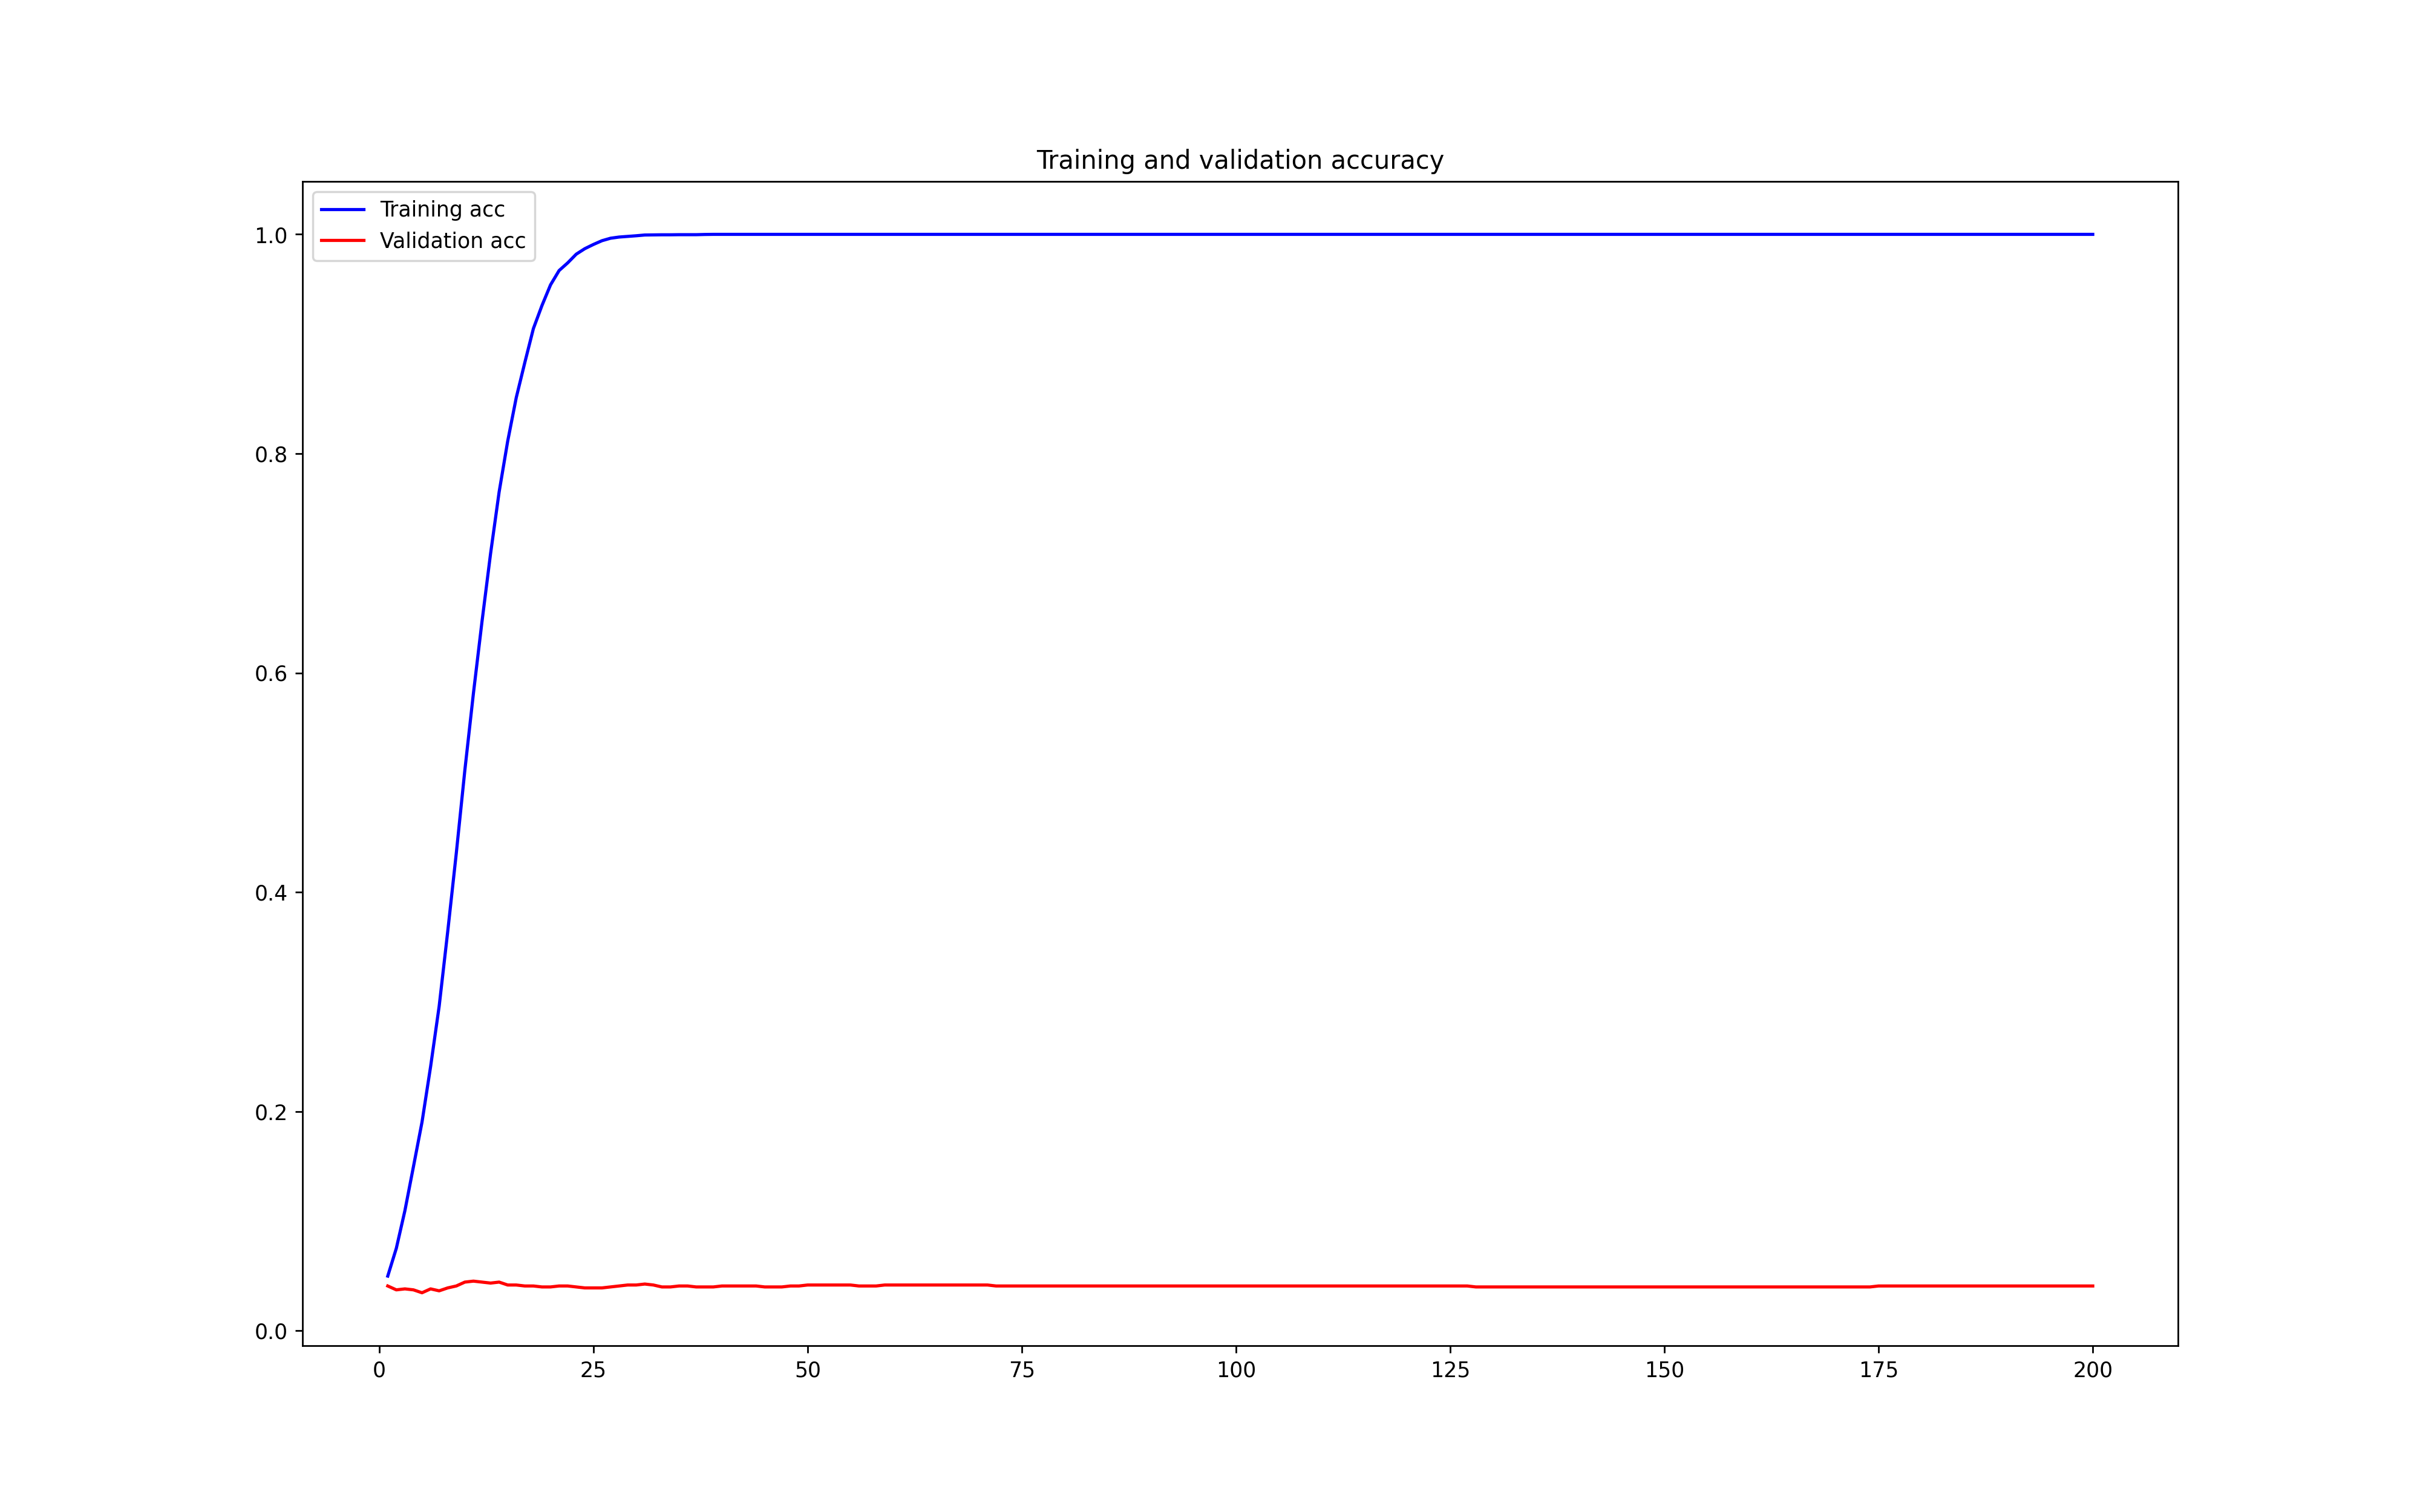 Training and validation accuracy
Training acc
Validation acc
1.0
0.8
0.6
0.4
0.2
0.0
0 25 50 75 100 125 150 175 200